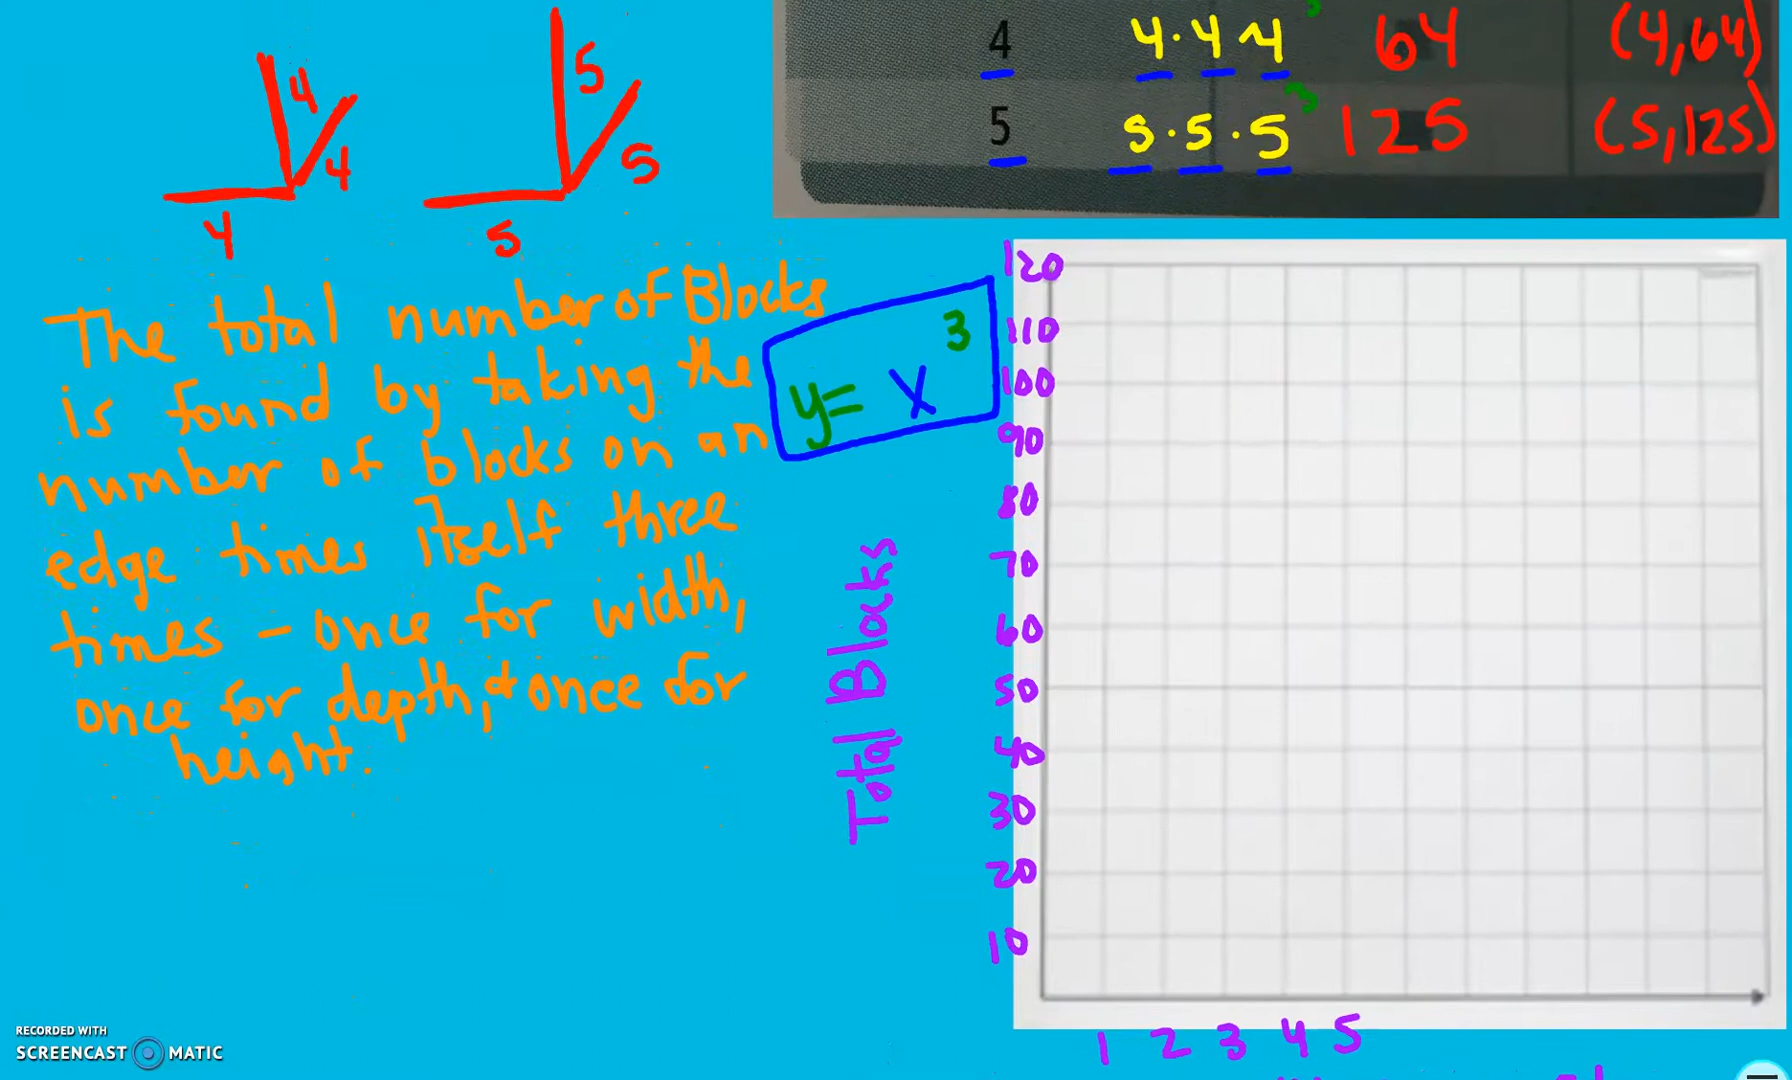 4 4·4·4 3 64 (4,64)
5 5·5·5 3 125 (5,125)
4
4
4
5
5
5
The total number of Blocks
is found by taking the
number of blocks on an
edge times itself three
times - once for width,
once for depth, & once for
height.
y = x 3
Total Blocks
120
110
100
90
80
70
60
50
40
30
20
10
1 2 3 4 5
RECORDED WITH
SCREENCAST MATIC